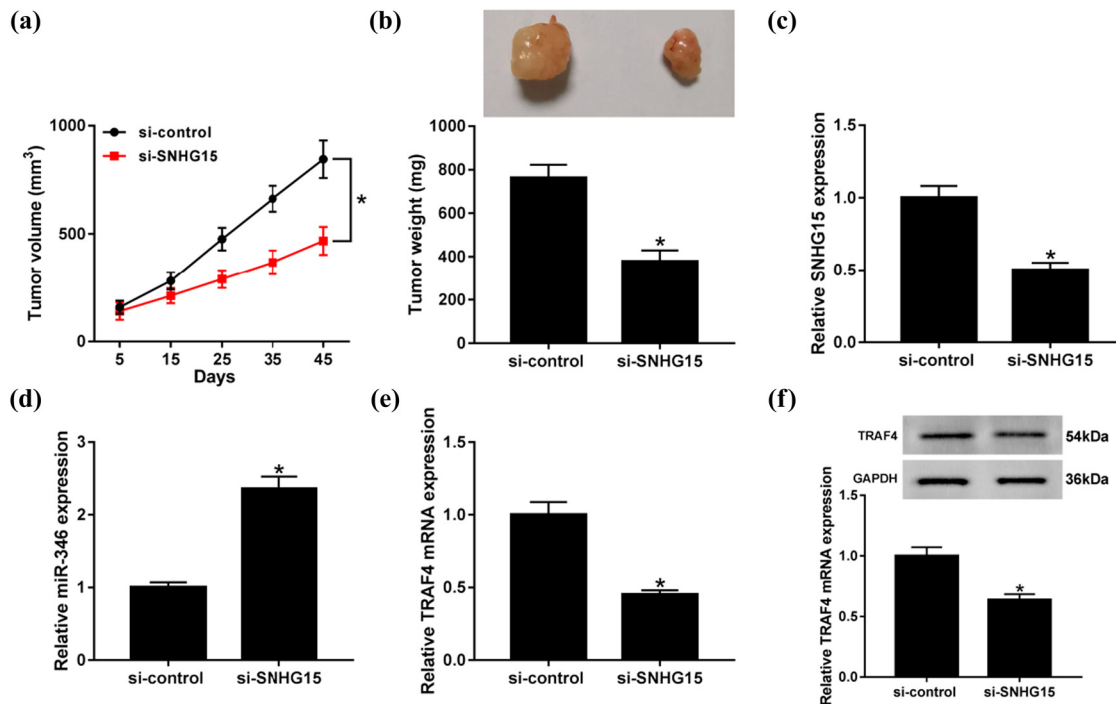 (a)
Tumor volume (mm³)
1000
500
0
si-control
si-SNHG15
*
5 15 25 35 45
Days
(b)
Tumor weight (mg)
1000
800
600
400
200
0
*
si-control si-SNHG15
(c)
Relative SNHG15 expression
1.5
1.0
0.5
0.0
*
si-control si-SNHG15
(d)
Relative miR-346 expression
3
2
1
0
*
si-control si-SNHG15
(e)
Relative TRAF4 mRNA expression
1.5
1.0
0.5
0.0
*
si-control si-SNHG15
(f)
TRAF4 54kDa
GAPDH 36kDa
Relative TRAF4 mRNA expression
1.5
1.0
0.5
0.0
*
si-control si-SNHG15